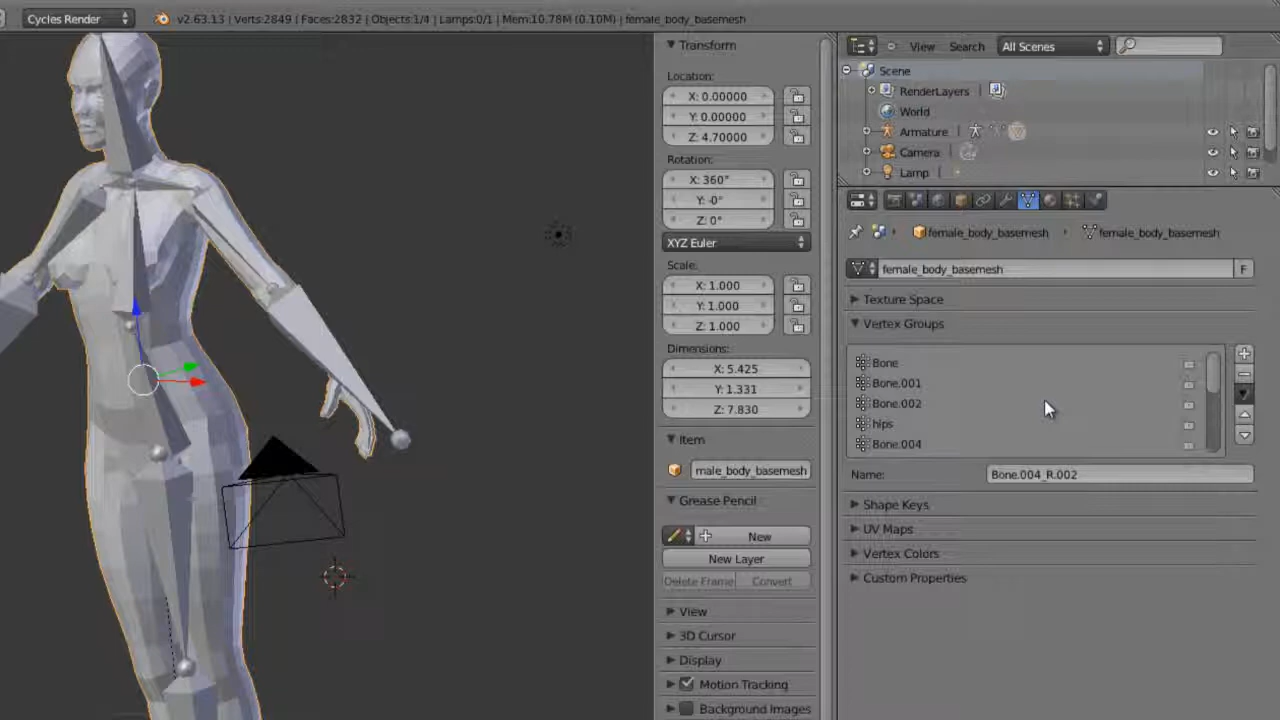 Cycles Render
v2.63.13 | Verts:2849 | Faces:2832 | Objects:1/4 | Lamps:0/1 | Mem:10.78M (0.10M) | female_body_basemesh
Transform
Location:
X: 0.00000
Y: 0.00000
Z: 4.70000
Rotation:
X: 360°
Y: -0°
Z: 0°
XYZ Euler
Scale:
X: 1.000
Y: 1.000
Z: 1.000
Dimensions:
X: 5.425
Y: 1.331
Z: 7.830
Item
male_body_basemesh
Grease Pencil
New
New Layer
Delete Frame Convert
View
3D Cursor
Display
Motion Tracking
Background Images
View Search All Scenes
Scene
RenderLayers
World
Armature
Camera
Lamp
female_body_basemesh female_body_basemesh
female_body_basemesh F
Texture Space
Vertex Groups
Bone
Bone.001
Bone.002
hips
Bone.004
Name: Bone.004_R.002
Shape Keys
UV Maps
Vertex Colors
Custom Properties